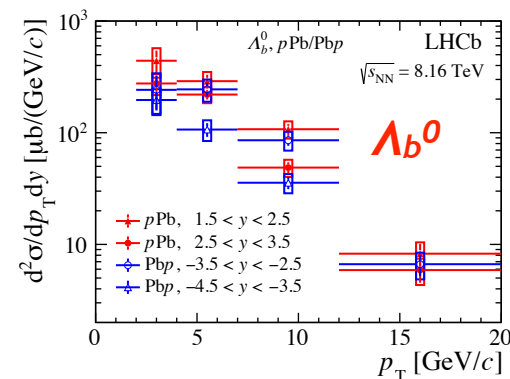 Λ_b^0, pPb/Pbp LHCb
√s_NN = 8.16 TeV
Λ_b^0
d²σ/dp_T dy [μb/(GeV/c)]
10³
10²
10
pPb, 1.5 < y < 2.5
pPb, 2.5 < y < 3.5
Pbp, −3.5 < y < −2.5
Pbp, −4.5 < y < −3.5
0 5 10 15 20
p_T [GeV/c]